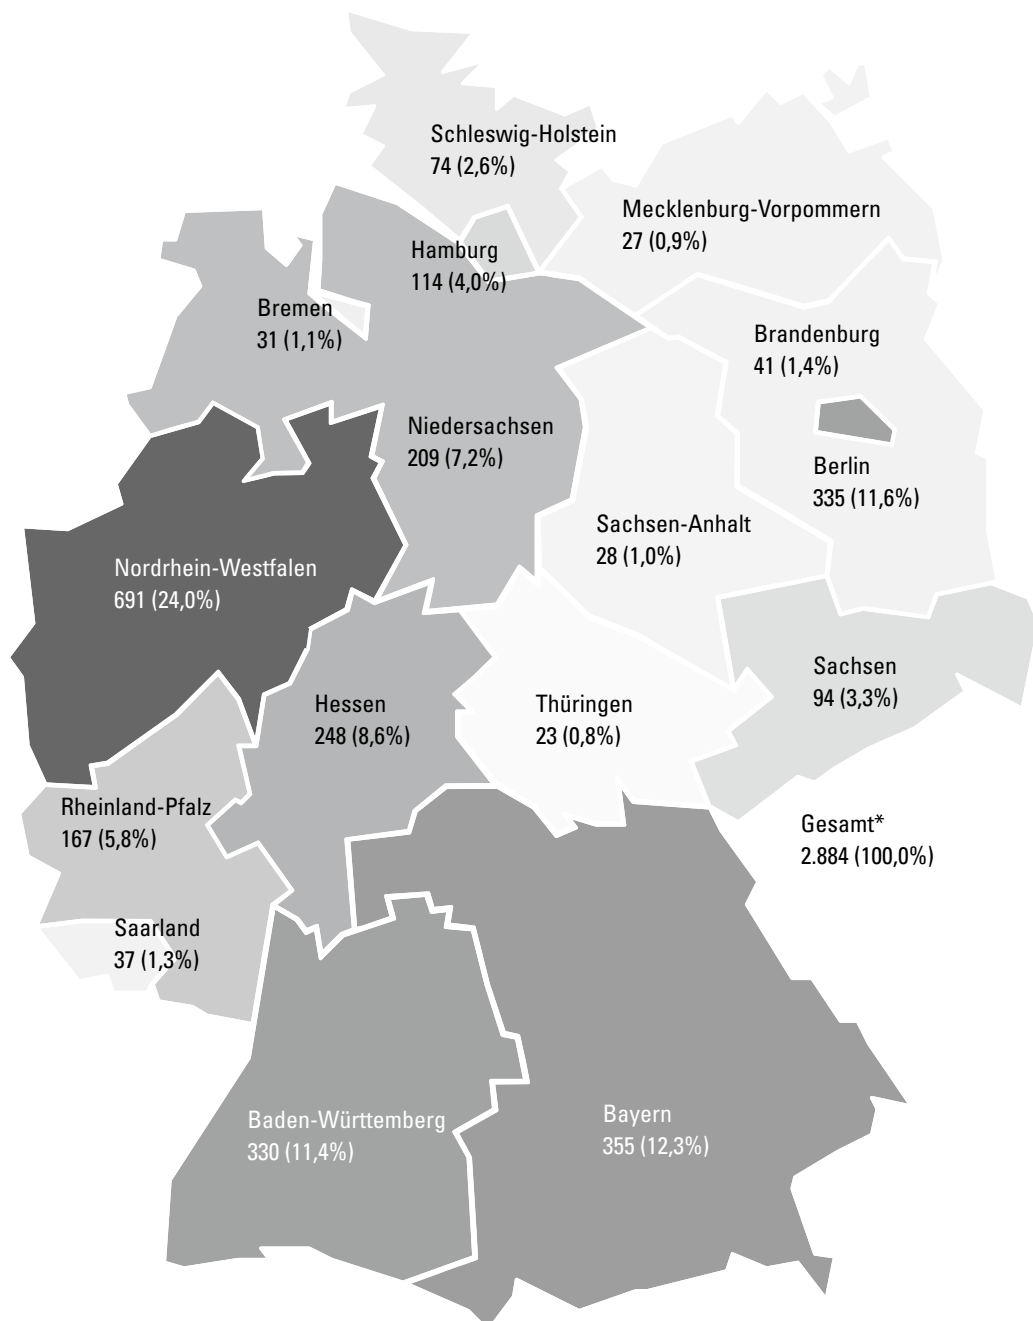 Schleswig-Holstein
74 (2,6%)
Mecklenburg-Vorpommern
27 (0,9%)
Hamburg
114 (4,0%)
Bremen
31 (1,1%)
Brandenburg
41 (1,4%)
Niedersachsen
209 (7,2%)
Berlin
335 (11,6%)
Sachsen-Anhalt
28 (1,0%)
Nordrhein-Westfalen
691 (24,0%)
Sachsen
94 (3,3%)
Hessen
248 (8,6%)
Thüringen
23 (0,8%)
Rheinland-Pfalz
167 (5,8%)
Gesamt*
2.884 (100,0%)
Saarland
37 (1,3%)
Baden-Württemberg
330 (11,4%)
Bayern
355 (12,3%)